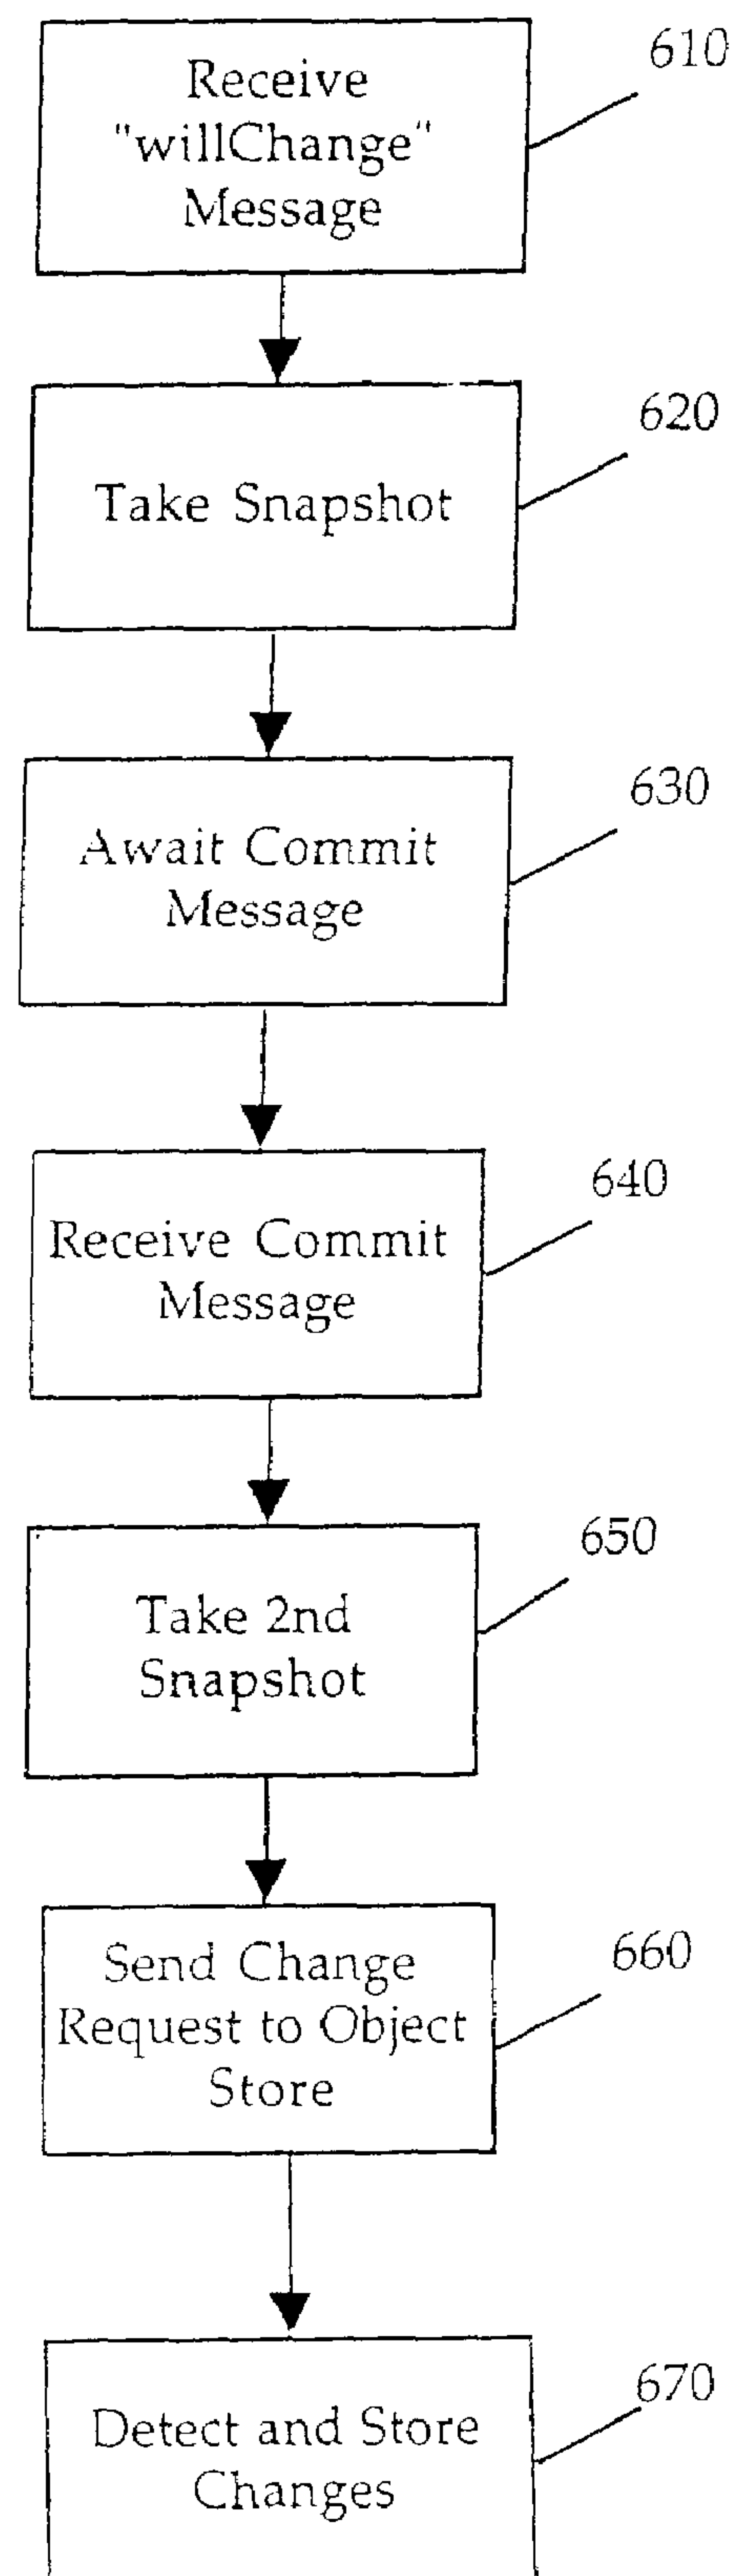 610
Receive
"willChange"
Message
620
Take Snapshot
630
Await Commit
Message
640
Receive Commit
Message
650
Take 2nd
Snapshot
660
Send Change
Request to Object
Store
670
Detect and Store
Changes